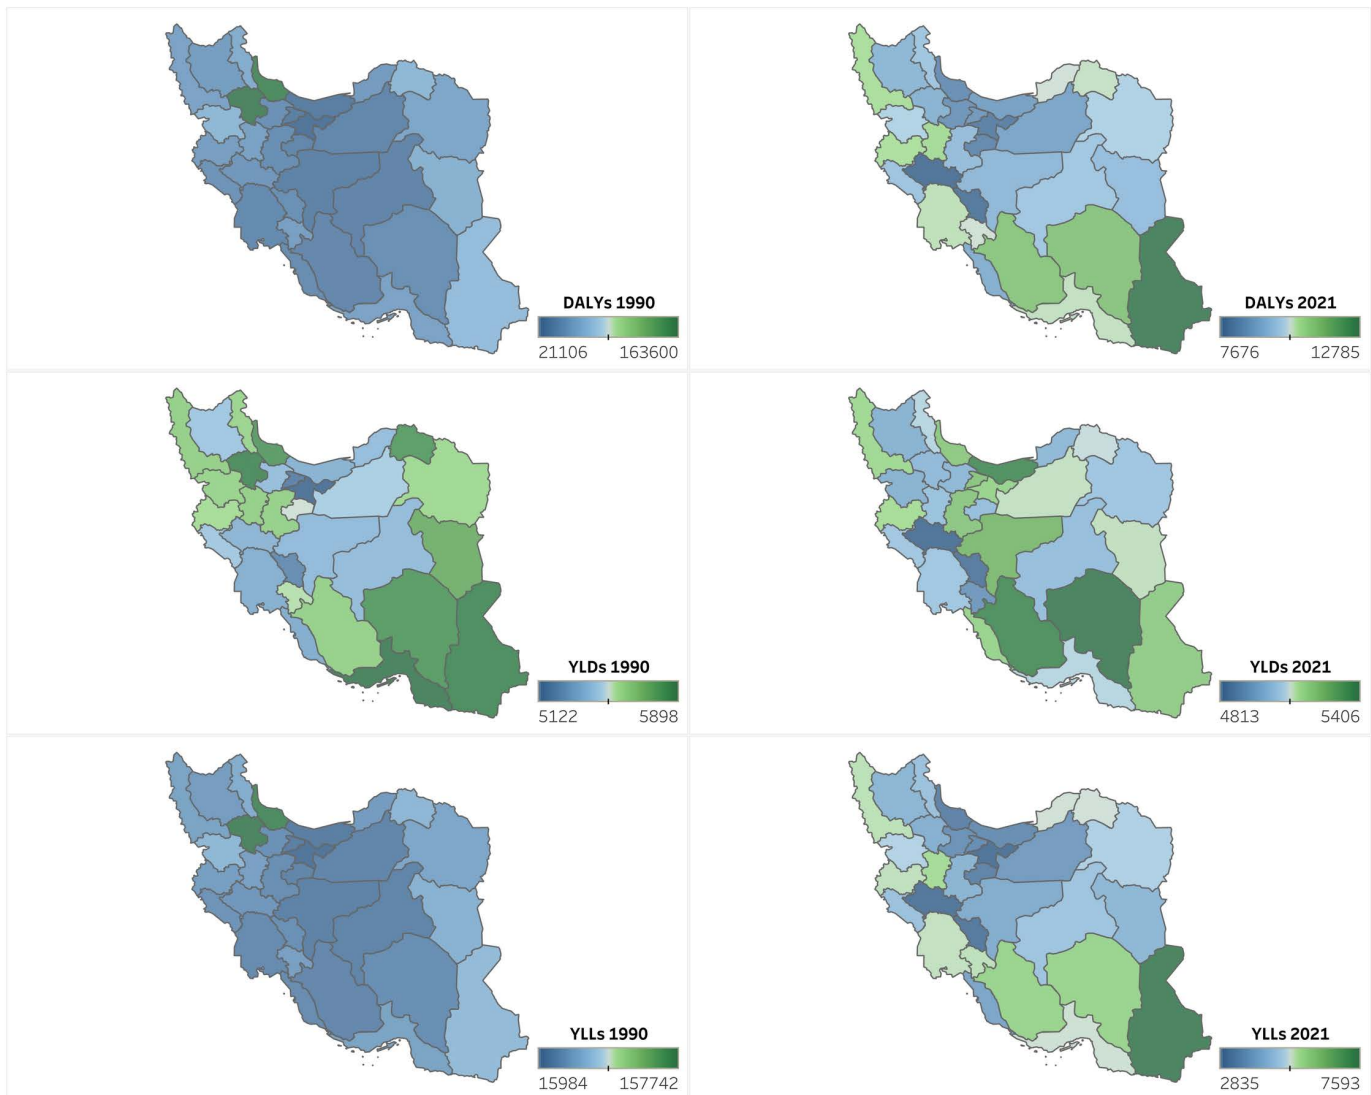 DALYs 1990
21106 163600
DALYs 2021
7676 12785
YLDs 1990
5122 5898
YLDs 2021
4813 5406
YLLs 1990
15984 157742
YLLs 2021
2835 7593